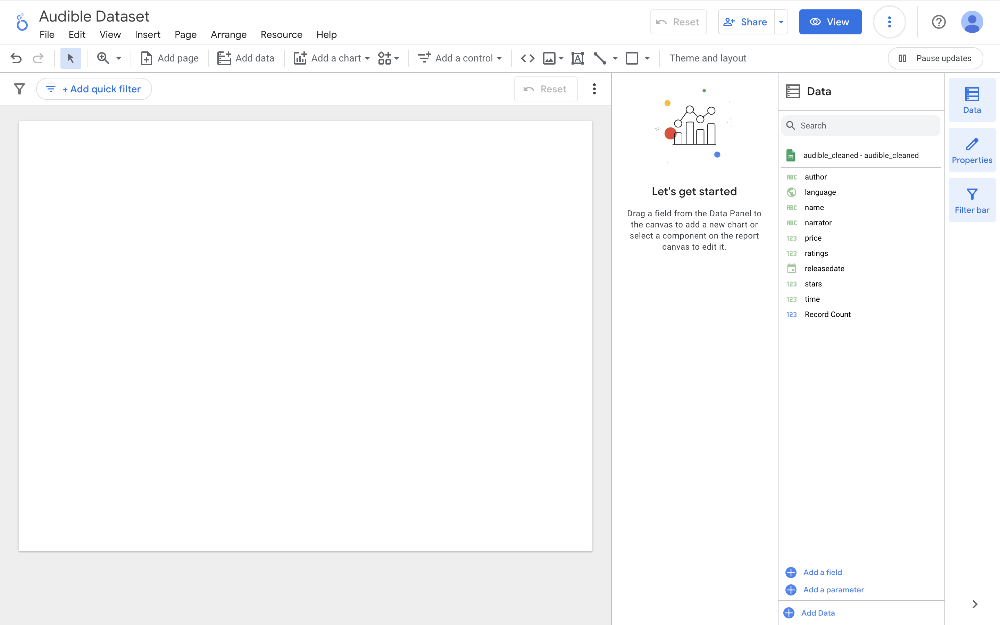 Audible Dataset
File Edit View Insert Page Arrange Resource Help
Reset Share View
Add page Add data Add a chart Add a control A Theme and layout Pause updates
+ Add quick filter Reset
Let's get started
Drag a field from the Data Panel to
the canvas to add a new chart or
select a component on the report
canvas to edit it.
Data
Search
audible_cleaned - audible_cleaned
ABC author
language
ABC name
ABC narrator
123 price
123 ratings
releasedate
123 stars
123 time
123 Record Count
Add a field
Add a parameter
Add Data
Data
Properties
Filter bar